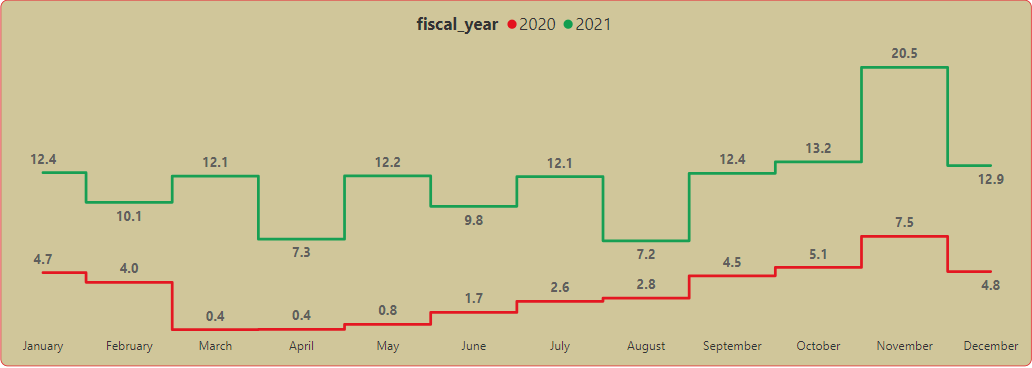 fiscal_year 2020 2021
20.5
12.4 12.1 12.2 12.1 12.4 13.2
10.1 7.3 9.8 7.2 12.9
4.7 4.0 0.4 0.4 0.8 1.7 2.6 2.8 4.5 5.1 7.5 4.8
January February March April May June July August September October November December